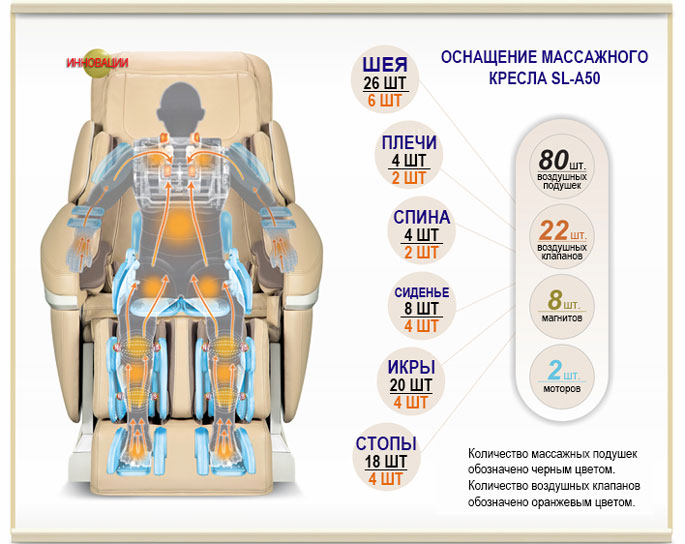 ИННОВАЦИИ
ОСНАЩЕНИЕ МАССАЖНОГО
КРЕСЛА SL-A50
ШЕЯ
26 ШТ
6 ШТ
ПЛЕЧИ
4 ШТ
2 ШТ
СПИНА
4 ШТ
2 ШТ
СИДЕНЬЕ
8 ШТ
4 ШТ
ИКРЫ
20 ШТ
4 ШТ
СТОПЫ
18 ШТ
4 ШТ
80 шт.
воздушных
подушек
22 шт.
воздушных
клапанов
8 шт.
магнитов
2 шт.
моторов
Количество массажных подушек
обозначено черным цветом.
Количество воздушных клапанов
обозначено оранжевым цветом.